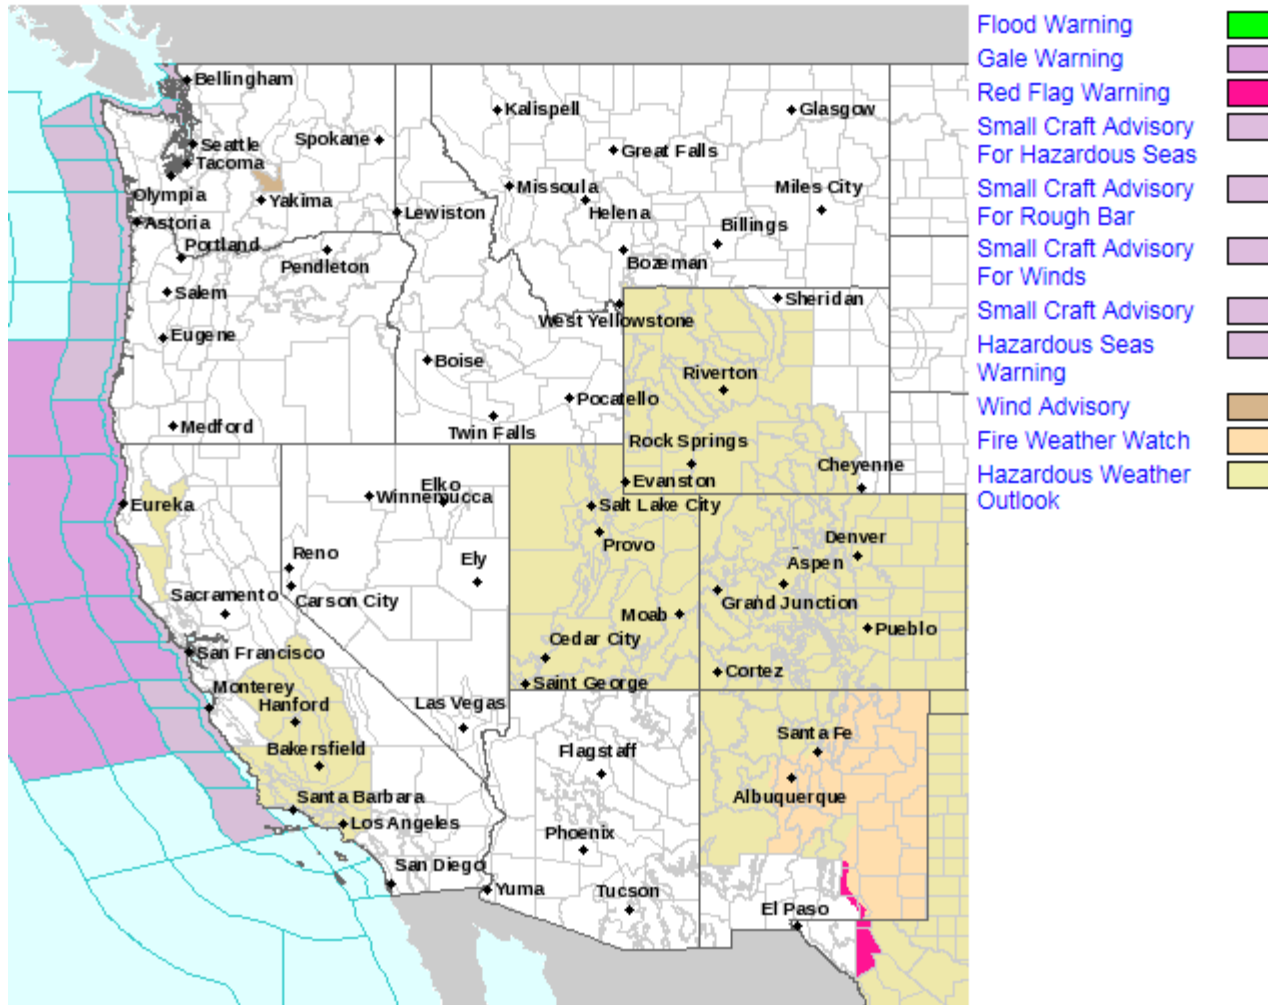 Bellingham
Kalispell
Glasgow
Spokane
Seattle
Great Falls
Tacoma
Missoula
Miles City
Olympia
Yakima
Lewiston
Helena
Astoria
Billings
Portland
Pendleton
Bozeman
Salem
Sheridan
West Yellowstone
Eugene
Boise
Riverton
Pocatello
Medford
Twin Falls
Rock Springs
Cheyenne
Elko
Evanston
Winnemucca
Eureka
Salt Lake City
Denver
Provo
Reno
Ely
Aspen
Sacramento
Carson City
Grand Junction
Moab
Pueblo
Cedar City
San Francisco
Cortez
Monterey
Saint George
Hanford
Las Vegas
Santa Fe
Bakersfield
Flagstaff
Santa Barbara
Albuquerque
Los Angeles
Phoenix
San Diego
Yuma
Tucson
El Paso
Flood Warning
Gale Warning
Red Flag Warning
Small Craft Advisory
For Hazardous Seas
Small Craft Advisory
For Rough Bar
Small Craft Advisory
For Winds
Small Craft Advisory
Hazardous Seas
Warning
Wind Advisory
Fire Weather Watch
Hazardous Weather
Outlook